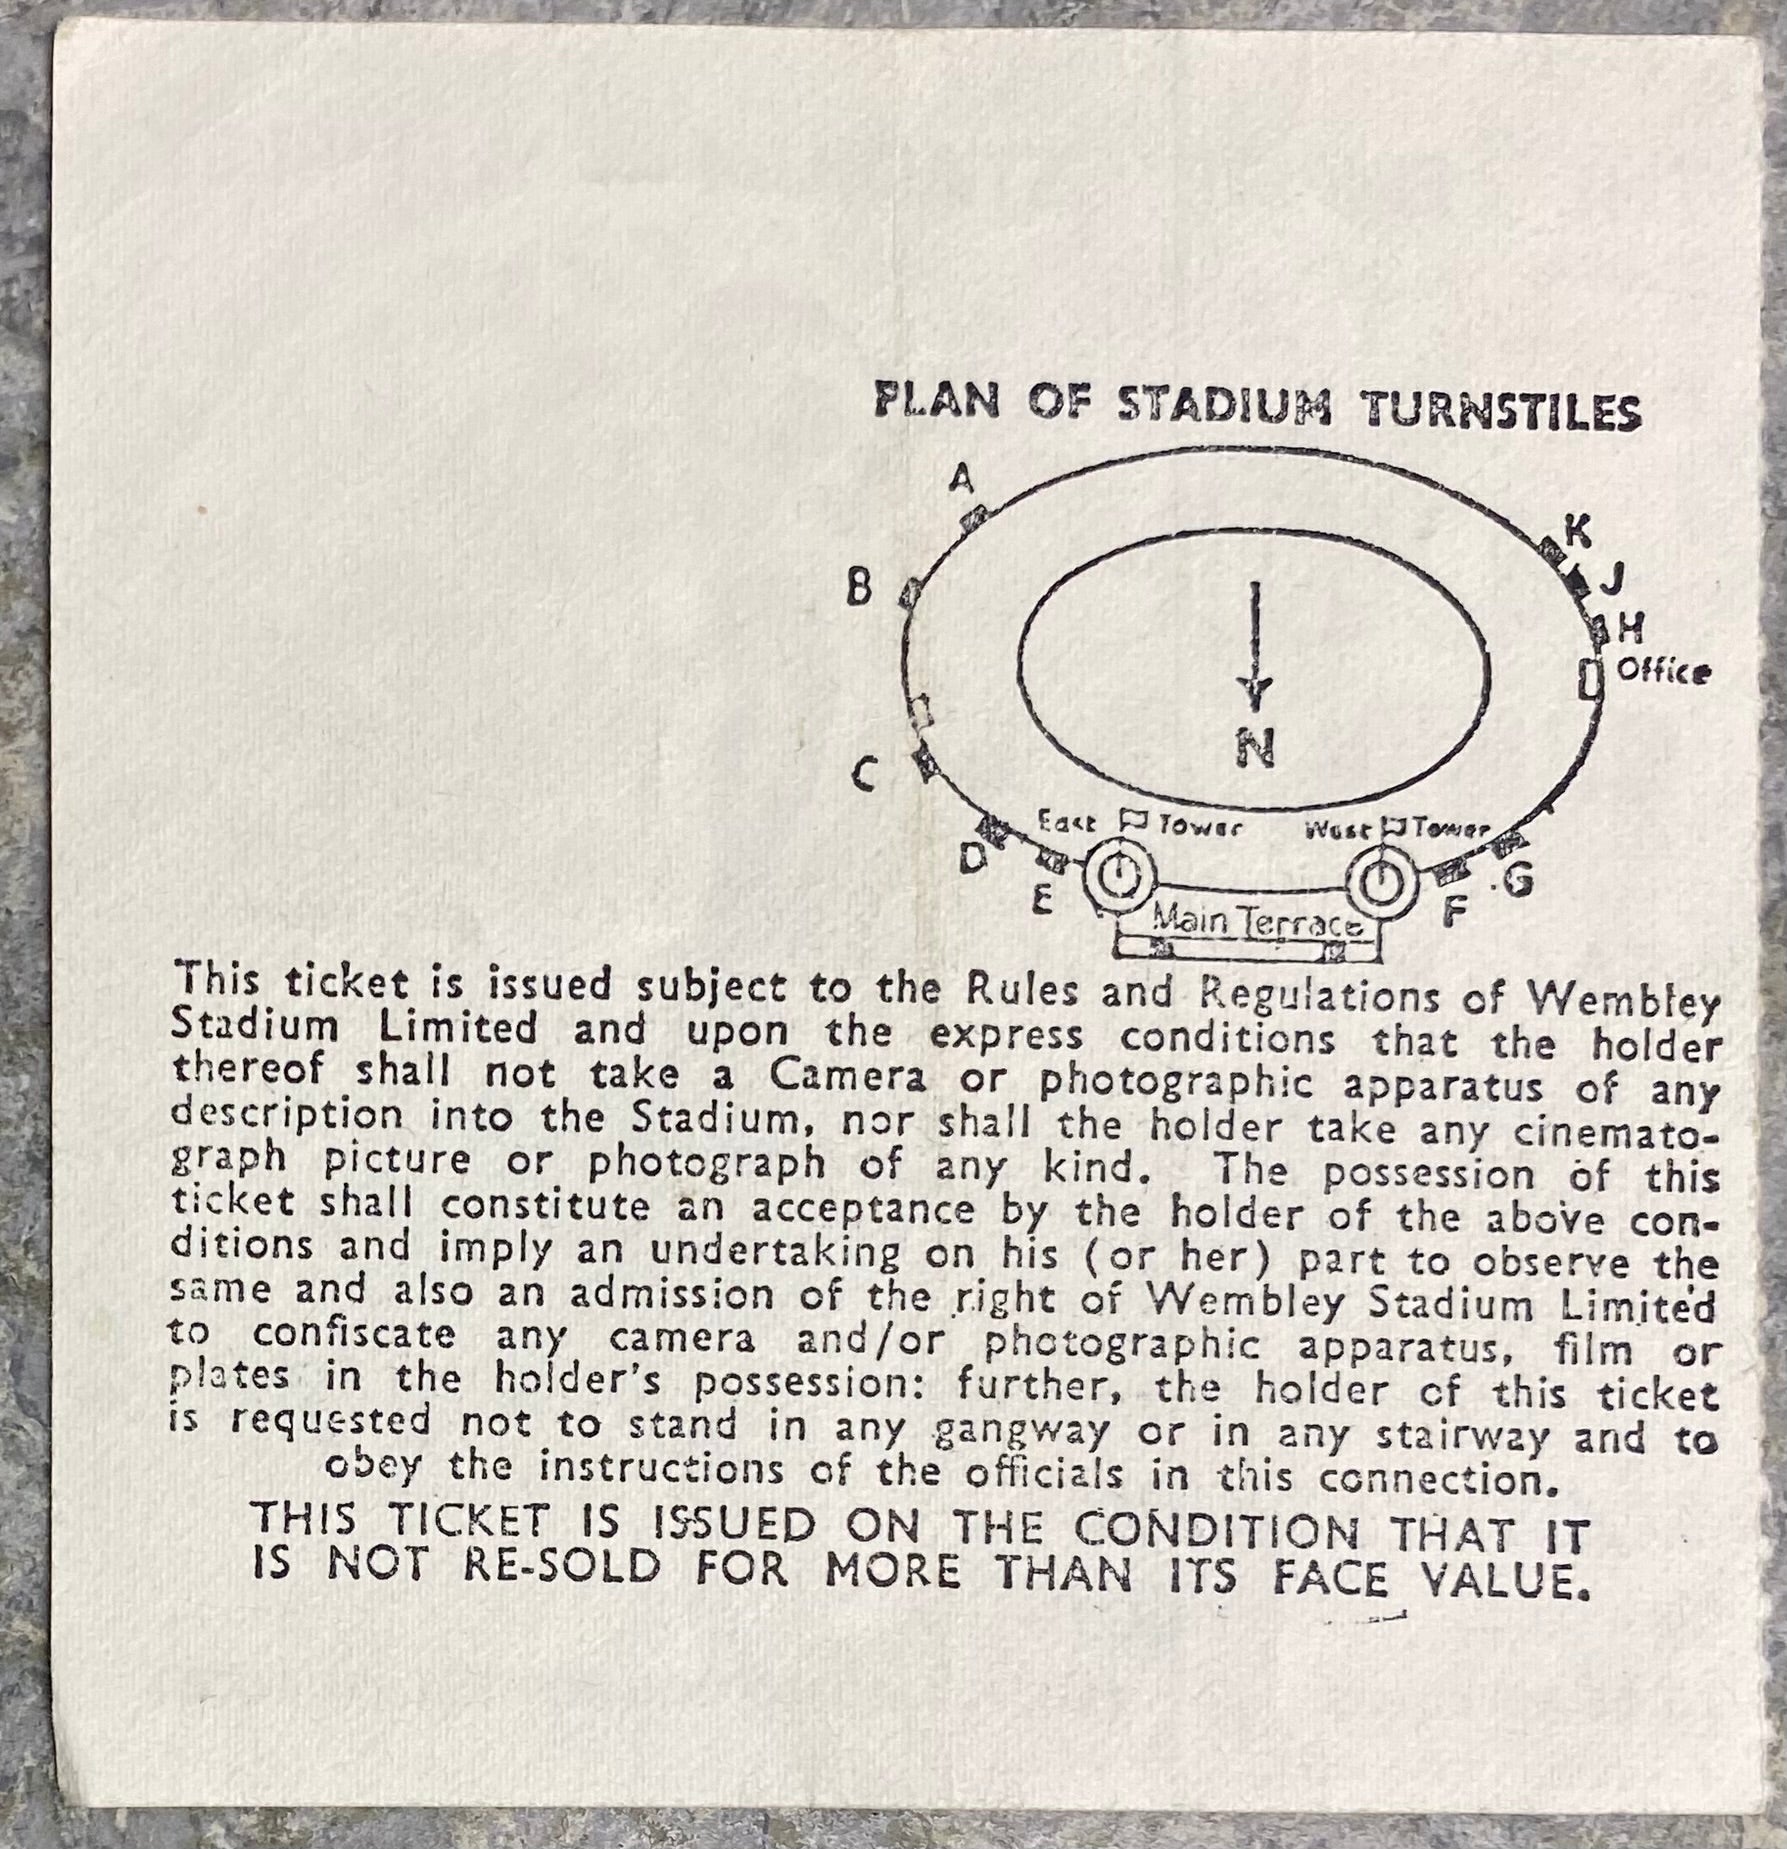 PLAN OF STADIUM TURNSTILES
A
K
B
J
H
Office
N
C
East Tower
West Tower
D
G
E
F
Main Terrace
This ticket is issued subject to the Rules and Regulations of Wembley
Stadium Limited and upon the express conditions that the holder
thereof shall not take a Camera or photographic apparatus of any
description into the Stadium, nor shall the holder take any cinemato-
graph picture or photograph of any kind. The possession of this
ticket shall constitute an acceptance by the holder of the above con-
ditions and imply an undertaking on his (or her) part to observe the
same and also an admission of the right of Wembley Stadium Limited
to confiscate any camera and/or photographic apparatus, film or
plates in the holder's possession: further, the holder of this ticket
is requested not to stand in any gangway or in any stairway and to
obey the instructions of the officials in this connection.
THIS TICKET IS ISSUED ON THE CONDITION THAT IT
IS NOT RE-SOLD FOR MORE THAN ITS FACE VALUE.